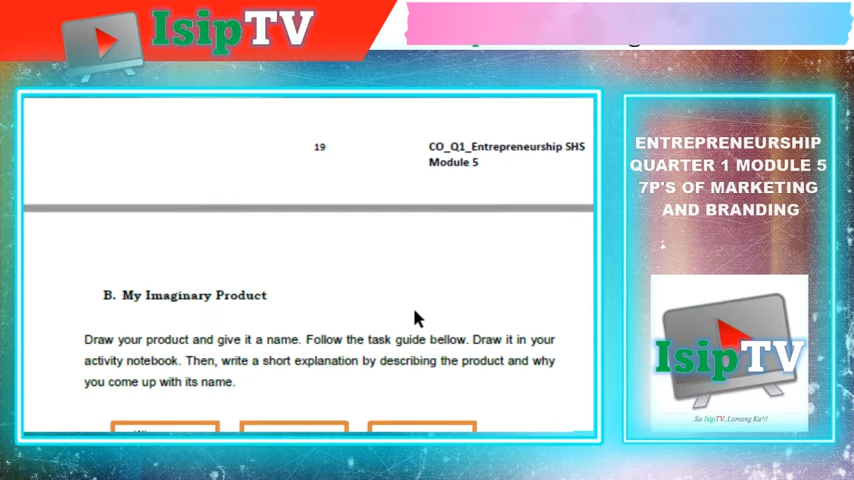 IsipTV
19
CO_Q1_Entrepreneurship SHS
Module 5
B. My Imaginary Product
Draw your product and give it a name. Follow the task guide bellow. Draw it in your
activity notebook. Then, write a short explanation by describing the product and why
you come up with its name.
ENTREPRENEURSHIP
QUARTER 1 MODULE 5
7P'S OF MARKETING
AND BRANDING
IsipTV
Sa IsipTV, Lamang Ka!!!